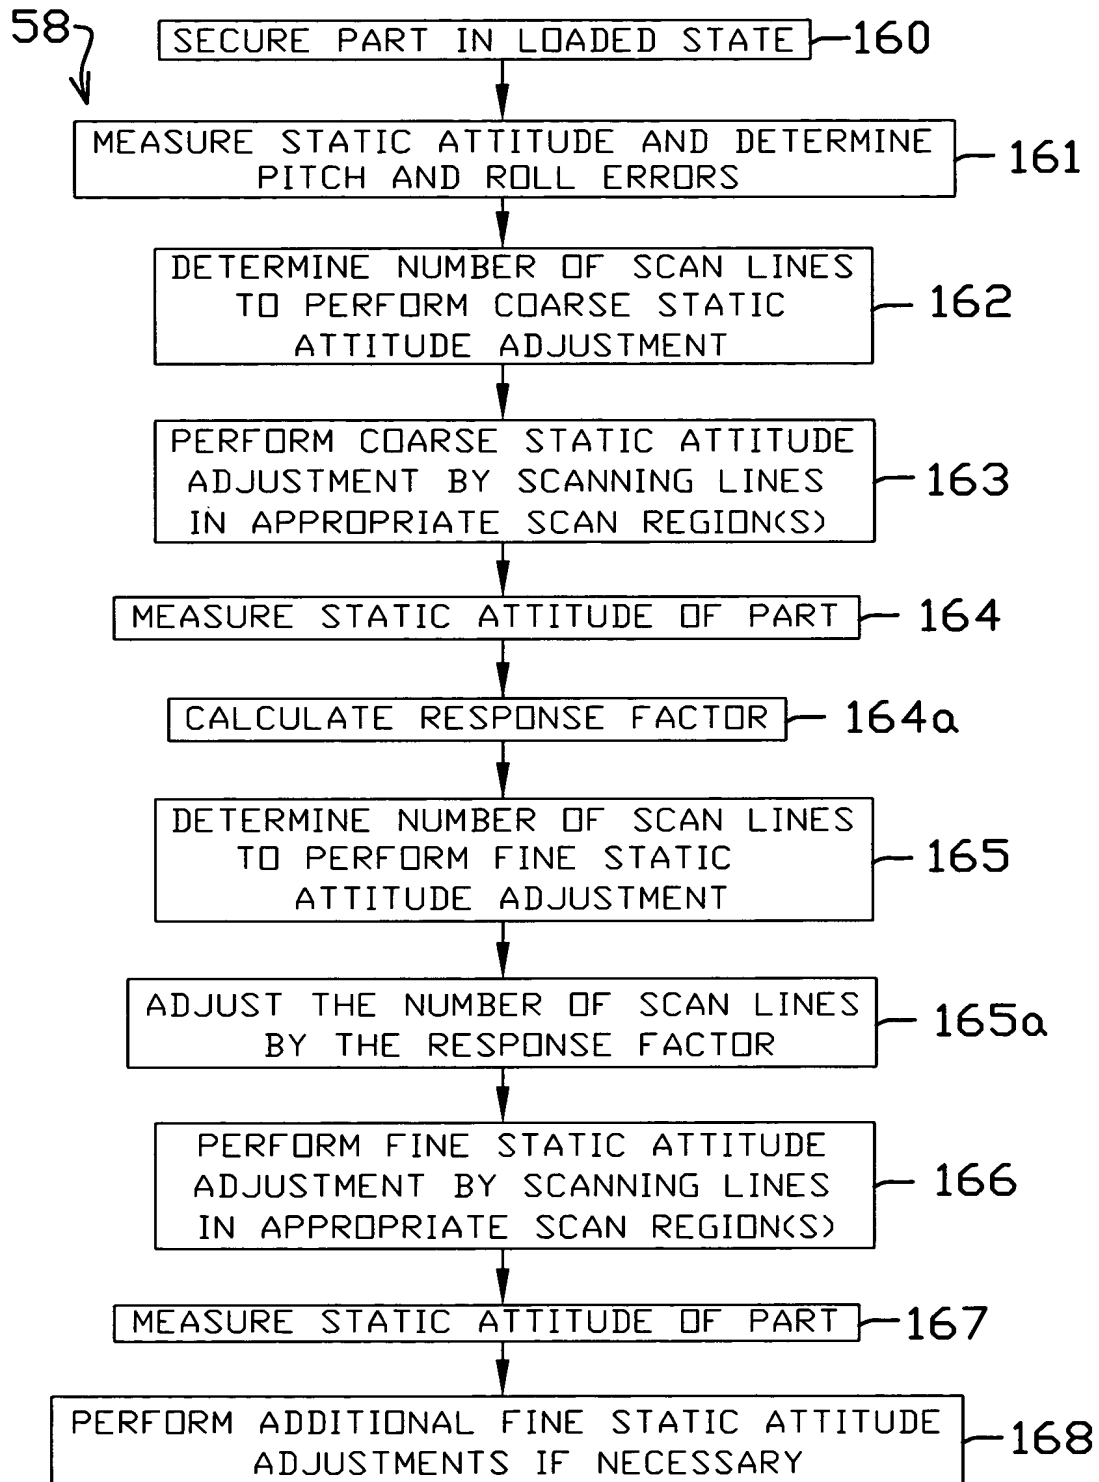 58
SECURE PART IN LOADED STATE
160
MEASURE STATIC ATTITUDE AND DETERMINE
PITCH AND ROLL ERRORS
161
DETERMINE NUMBER OF SCAN LINES
TO PERFORM COARSE STATIC
ATTITUDE ADJUSTMENT
162
PERFORM COARSE STATIC ATTITUDE
ADJUSTMENT BY SCANNING LINES
IN APPROPRIATE SCAN REGION(S)
163
MEASURE STATIC ATTITUDE OF PART
164
CALCULATE RESPONSE FACTOR
164a
DETERMINE NUMBER OF SCAN LINES
TO PERFORM FINE STATIC
ATTITUDE ADJUSTMENT
165
ADJUST THE NUMBER OF SCAN LINES
BY THE RESPONSE FACTOR
165a
PERFORM FINE STATIC ATTITUDE
ADJUSTMENT BY SCANNING LINES
IN APPROPRIATE SCAN REGION(S)
166
MEASURE STATIC ATTITUDE OF PART
167
PERFORM ADDITIONAL FINE STATIC ATTITUDE
ADJUSTMENTS IF NECESSARY
168